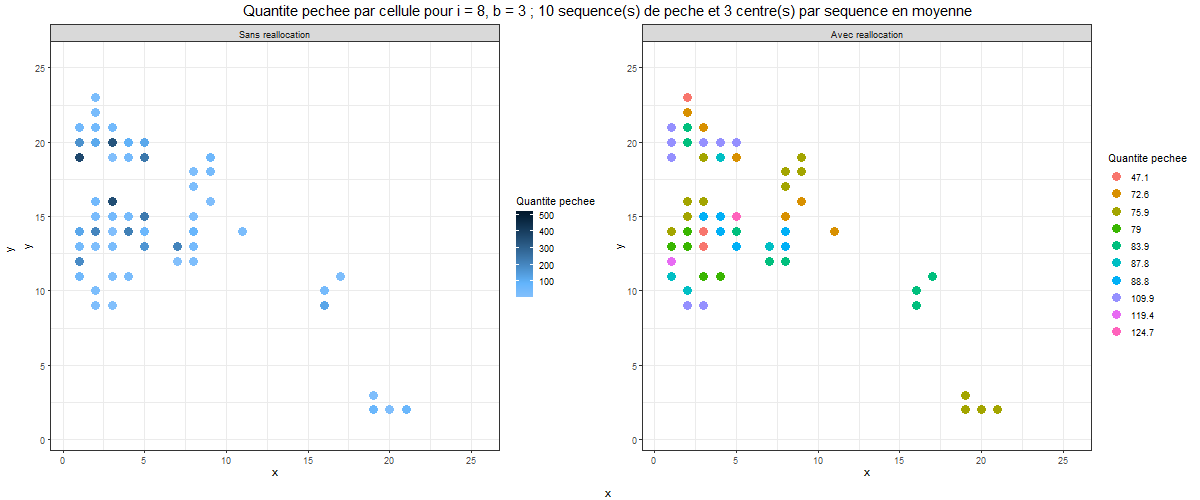 Quantite pechee par cellule pour i = 8, b = 3 ; 10 sequence(s) de peche et 3 centre(s) par sequence en moyenne
Sans reallocation
25
20
15
10
5
0
0 5 10 15 20 25
x
y
y
Quantite pechee
500
400
300
200
100
Avec reallocation
25
20
15
10
5
0
0 5 10 15 20 25
x
y
Quantite pechee
47.1
72.6
75.9
79
83.9
87.8
88.8
109.9
119.4
124.7
x